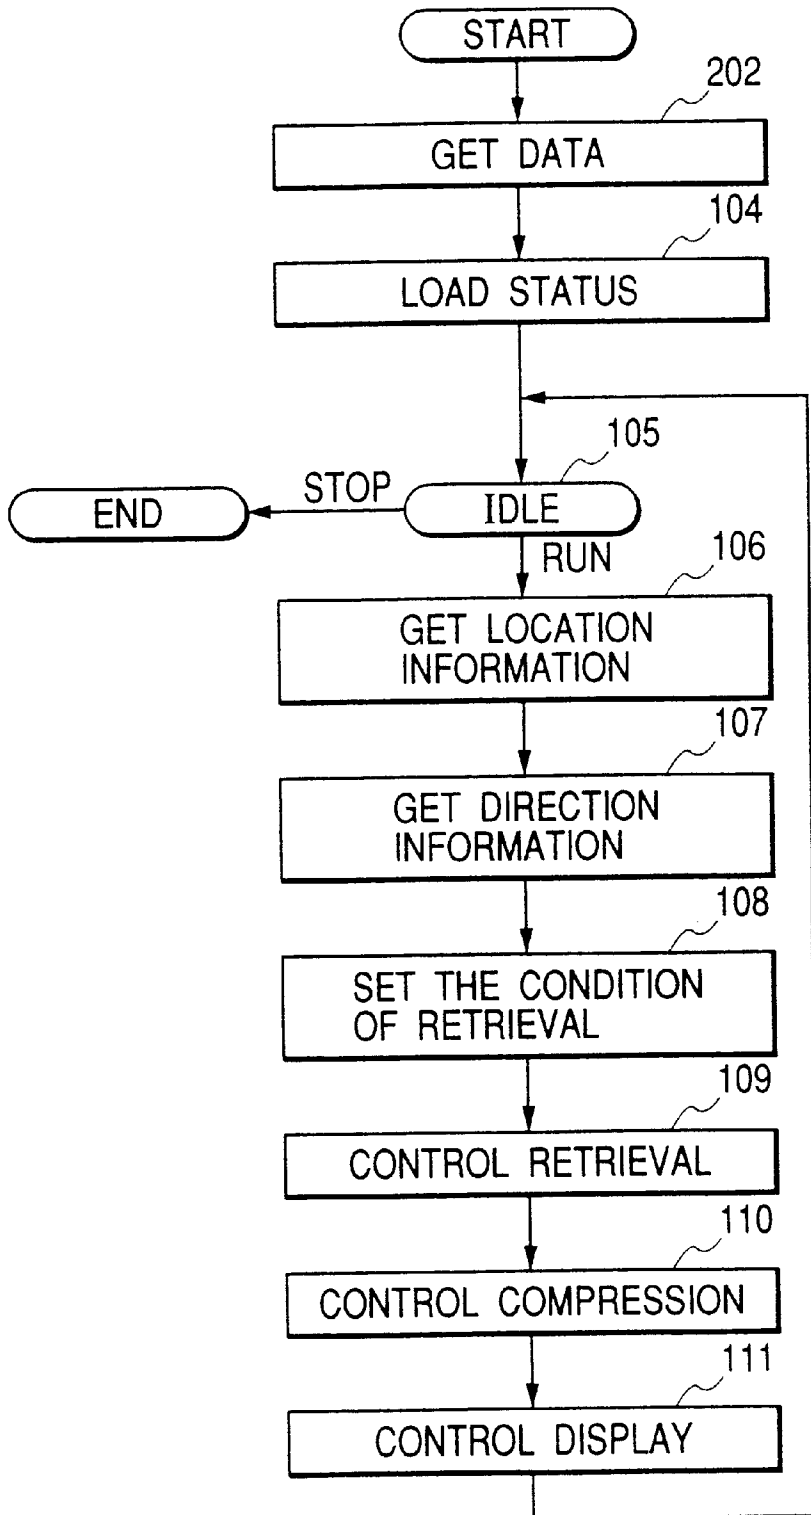 START
202
GET DATA
104
LOAD STATUS
105
END
STOP
IDLE
RUN
106
GET LOCATION
INFORMATION
107
GET DIRECTION
INFORMATION
108
SET THE CONDITION
OF RETRIEVAL
109
CONTROL RETRIEVAL
110
CONTROL COMPRESSION
111
CONTROL DISPLAY